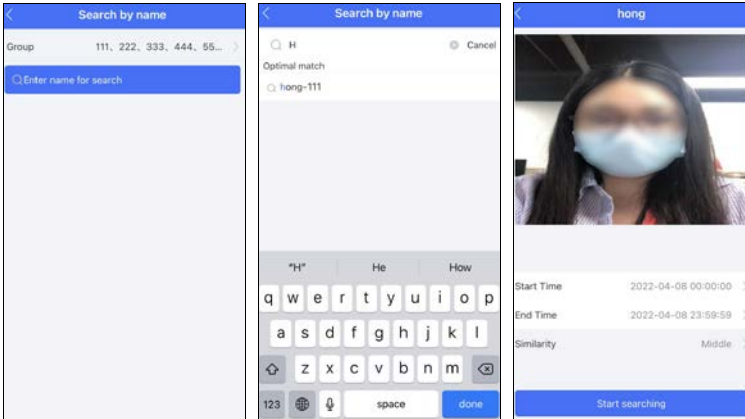 Search by name
Group 111、222、333、444、55...
Enter name for search
Search by name
H Cancel
Optimal match
hong-111
"H" He How
q w e r t y u i o p
a s d f g h j k l
z x c v b n m
123 space done
hong
Start Time 2022-04-08 00:00:00
End Time 2022-04-08 23:59:59
Similarity Middle
Start searching